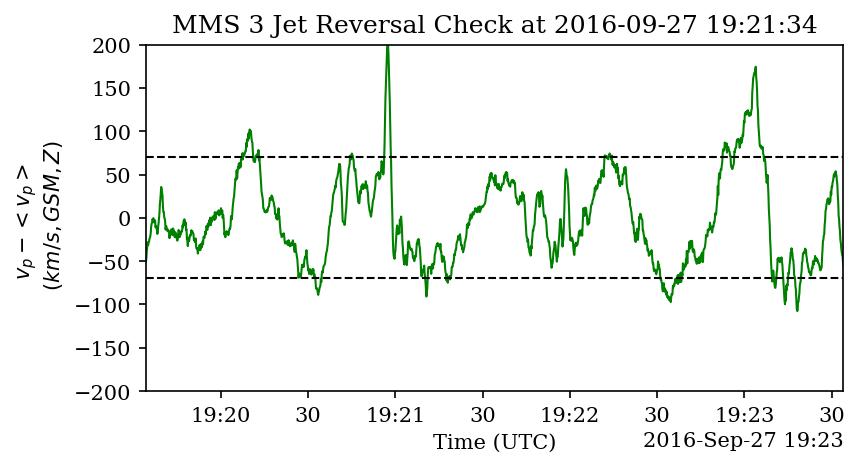 MMS 3 Jet Reversal Check at 2016-09-27 19:21:34
200
150
100
50
0
−50
−100
−150
−200
v_p − < v_p >
(km/s, GSM, Z)
19:20 30 19:21 30 19:22 30 19:23 30
Time (UTC)
2016-Sep-27 19:23